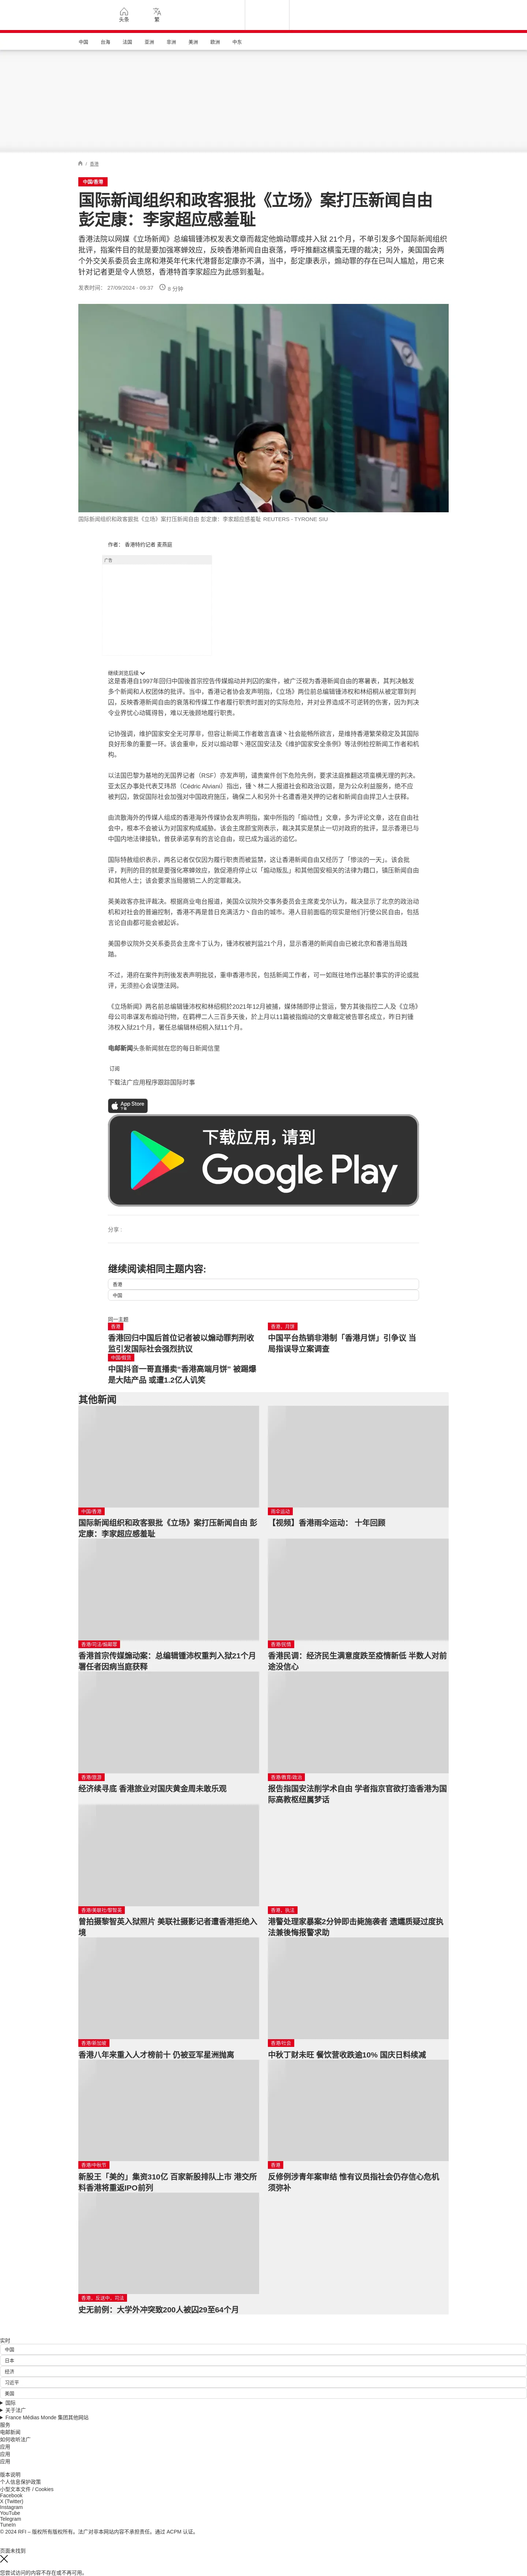 头条
繁
中国
台海
法国
亚洲
非洲
美洲
欧洲
中东
/ 香港
中国/香港
国际新闻组织和政客狠批《立场》案打压新闻自由
彭定康：李家超应感羞耻
香港法院以网媒《立场新闻》总编辑锺沛权发表文章而裁定他煽动罪成并入狱 21个月，不单引发多个国际新闻组织
批评，指案件目的就是要加强寒蝉效应，反映香港新闻自由衰落，呼吁推翻这橫蛮无理的裁决；另外，美国国会两
个外交关系委员会主席和港英年代末代港督彭定康亦不满，当中，彭定康表示，煽动罪的存在已叫人尴尬，用它来
针对记者更是令人愤怒，香港特首李家超应为此感到羞耻。
发表时间： 27/09/2024 - 09:37
8 分钟
国际新闻组织和政客狠批《立场》案打压新闻自由 彭定康：李家超应感羞耻 REUTERS - TYRONE SIU
作者： 香港特约记者 麦燕庭
广告
继续浏览后续
这是香港自1997年回归中国後首宗控告传媒煽动并判囚的案件，被广泛视为香港新闻自由的寒暑表，其判决触发
多个新闻和人权团体的批评。当中，香港记者协会发声明指，《立场》两位前总编辑锺沛权和林绍桐从被定罪到判
囚，反映香港新闻自由的衰落和传媒工作者履行职责时面对的实际危险，并对业界造成不可逆转的伤害，因为判决
令业界忧心动辄得咎，难以无後顾地履行职责。
记协强调，维护国家安全无可厚非，但容让新闻工作者敢言直谏丶社会能畅所欲言，是维持香港繁荣稳定及其国际
良好形象的重要一环。该会重申，反对以煽动罪丶港区国安法及《维护国家安全条例》等法例检控新闻工作者和机
构。
以法国巴黎为基地的无国界记者（RSF）亦发声明，谴责案件创下危险先例，要求法庭推翻这项蛮橫无理的判决。
亚太区办事处代表艾玮昂（Cédric Alviani）指出，锺丶林二人报道社会和政治议题，是为公众利益服务，他不应
被判囚，敦促国际社会加强对中国政府施压，确保二人和另外十名遭香港关押的记者和新闻自由捍卫人士获释。
由流散海外的传媒人组成的香港海外传媒协会发声明指，案中所指的「煽动性」文章，多为评论文章，这在自由社
会中，根本不会被认为对国家构成威胁。该会主席颜宝刚表示，裁决其实是禁止一切对政府的批评，显示香港已与
中国内地法律接轨，曾获承诺享有的言论自由，现已成为遥远的追忆。
国际特赦组织表示，两名记者仅仅因为履行职责而被监禁，这让香港新闻自由又经历了「惨淡的一天」。该会批
评，判刑的目的就是要强化寒蝉效应，敦促港府停止以「煽动叛乱」和其他国安相关的法律为藉口，镇压新闻自由
和其他人士；该会要求当局撤销二人的定罪裁决。
英美政客亦批评裁决。根据商业电台报道，美国众议院外交事务委员会主席麦戈尔认为，裁决显示了北京的政治动
机和对社会的普遍控制，香港不再是昔日充满活力丶自由的城市。港人目前面临的现实是他们行使公民自由，包括
言论自由都可能会被起诉。
美国参议院外交关系委员会主席卡丁认为，锺沛权被判监21个月，显示香港的新闻自由已被北京和香港当局践
踏。
不过，港府在案件判刑後发表声明批驳，重申香港市民，包括新闻工作者，可一如既往地作出基於事实的评论或批
评，无须担心会误堕法网。
《立场新闻》两名前总编辑锺沛权和林绍桐於2021年12月被捕，媒体随即停止营运，警方其後指控二人及《立场》
母公司串谋发布煽动刊物，在羁押二人三百多天後，於上月以11篇被指煽动的文章裁定被告罪名成立，昨日判锺
沛权入狱21个月，署任总编辑林绍桐入狱11个月。
电邮新闻头条新闻就在您的每日新闻信里
订阅
下载法广应用程序跟踪国际时事
App Store
下载
下载应用，请到
Google Play
分享 :
继续阅读相同主题内容:
香港
中国
同一主题
香港
香港回归中国后首位记者被以煽动罪判刑收
监引发国际社会强烈抗议
香港，月饼
中国平台热销非港制「香港月饼」引争议 当
局指误导立案调查
中国/假货
中国抖音一哥直播卖“香港高端月饼” 被踢爆
是大陆产品 或遭1.2亿人讥笑
其他新闻
中国/香港
国际新闻组织和政客狠批《立场》案打压新闻自由 彭
定康：李家超应感羞耻
雨伞运动
【视频】香港雨伞运动： 十年回顾
香港/司法/煽颠罪
香港首宗传媒煽动案：总编辑锺沛权重判入狱21个月
署任者因病当庭获释
香港/民情
香港民调：经济民生满意度跌至疫情新低 半数人对前
途没信心
香港/旅游
经济续寻底 香港旅业对国庆黄金周未敢乐观
香港/教育/政治
报告指国安法削学术自由 学者指京官欲打造香港为国
际高教枢纽属梦话
香港/美联社/黎智英
曾拍摄黎智英入狱照片 美联社摄影记者遭香港拒绝入
境
香港，执法
港警处理家暴案2分钟即击毙施袭者 遗孀质疑过度执
法兼後悔报警求助
香港/新加坡
香港八年来重入人才榜前十 仍被亚军星洲抛离
香港/社会
中秋丁财未旺 餐饮营收跌逾10% 国庆日料续减
香港/中秋节
新股王「美的」集资310亿 百家新股排队上市 港交所
料香港将重返IPO前列
香港
反修例涉青年案审结 惟有议员指社会仍存信心危机
须弥补
香港，反送中，司法
史无前例：大学外冲突致200人被囚29至64个月
实时
中国
日本
经济
习近平
美国
国际
关于法广
France Médias Monde 集团其他网站
服务
电邮新闻
如何收听法广
应用
应用
应用
版本说明
个人信息保护政策
小型文本文件 / Cookies
Facebook
X (Twitter)
Instagram
YouTube
Telegram
TuneIn
© 2024 RFI – 版权所有版权所有。法广对非本网站内容不承担责任。通过 ACPM 认证。
页面未找到
您尝试访问的内容不存在或不再可用。